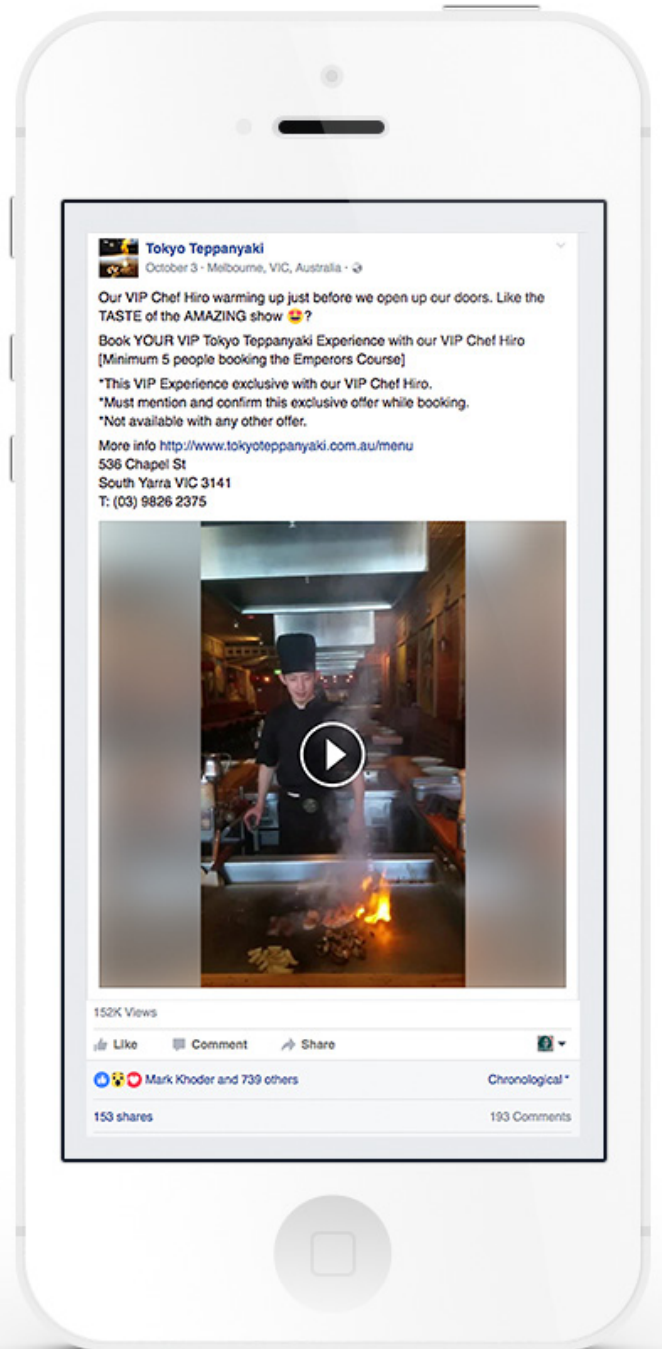 Tokyo Teppanyaki
October 3 · Melbourne, VIC, Australia ·
Our VIP Chef Hiro warming up just before we open up our doors. Like the
TASTE of the AMAZING show 🤩?
Book YOUR VIP Tokyo Teppanyaki Experience with our VIP Chef Hiro
[Minimum 5 people booking the Emperors Course]
*This VIP Experience exclusive with our VIP Chef Hiro.
*Must mention and confirm this exclusive offer while booking.
*Not available with any other offer.
More info http://www.tokyoteppanyaki.com.au/menu
536 Chapel St
South Yarra VIC 3141
T: (03) 9826 2375
152K Views
Like Comment Share
Mark Khoder and 739 others Chronological
153 shares 193 Comments